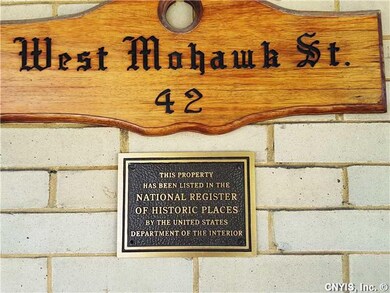 West Mohawk St.
42
THIS PROPERTY
HAS BEEN LISTED IN THE
NATIONAL REGISTER
OF HISTORIC PLACES
BY THE UNITED STATES
DEPARTMENT OF THE INTERIOR
CNYIS, Inc. ©